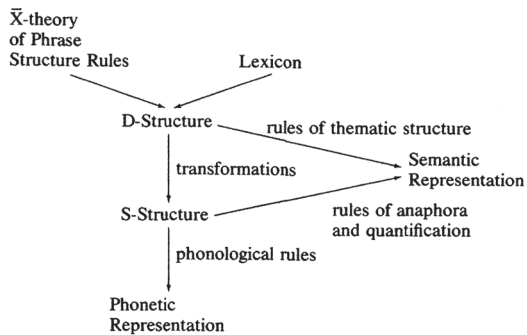 X̅-theory
of Phrase
Structure Rules
Lexicon
D-Structure
rules of thematic structure
transformations
Semantic
Representation
S-Structure
rules of anaphora
and quantification
phonological rules
Phonetic
Representation